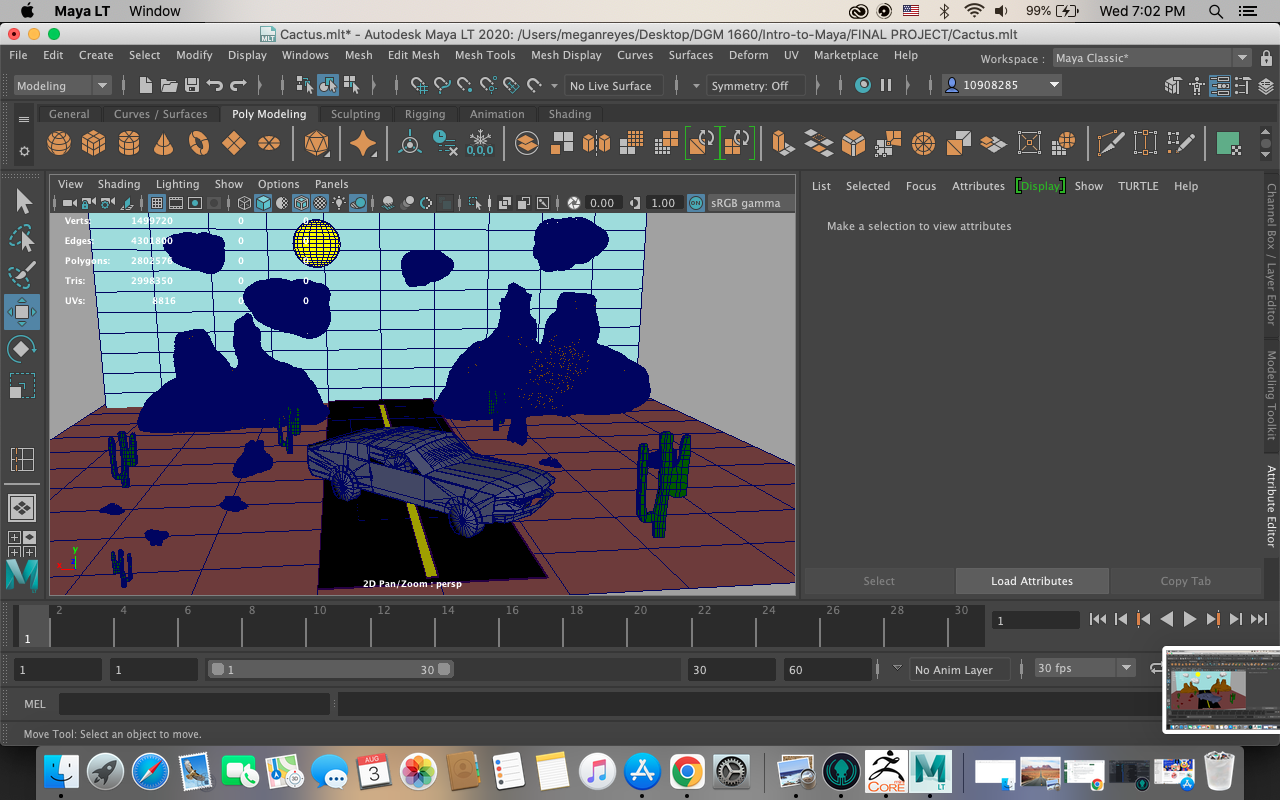 Maya LT Window 99% Wed 7:02 PM
Cactus.mlt* - Autodesk Maya LT 2020: /Users/meganreyes/Desktop/DGM 1660/Intro-to-Maya/FINAL PROJECT/Cactus.mlt
File Edit Create Select Modify Display Windows Mesh Edit Mesh Mesh Tools Mesh Display Curves Surfaces Deform UV Marketplace Help Workspace : Maya Classic*
Modeling No Live Surface Symmetry: Off 10908285
General Curves / Surfaces Poly Modeling Sculpting Rigging Animation Shading
0,0,0
View Shading Lighting Show Options Panels
0.00 1.00 sRGB gamma
Verts: 1499720 0 0
Edges: 4301800 0 0
Polygons: 2802576 0 0
Tris: 2998350 0 0
UVs: 8816 0 0
y
2D Pan/Zoom : persp
List Selected Focus Attributes [Display] Show TURTLE Help
Make a selection to view attributes
Channel Box / Layer Editor
Modeling Toolkit
Attribute Editor
Select Load Attributes Copy Tab
2 4 6 8 10 12 14 16 18 20 22 24 26 28 30
1 1
1 1 1 30 30 60 No Anim Layer 30 fps
MEL
Move Tool: Select an object to move.
AUG
3
CORE
LT